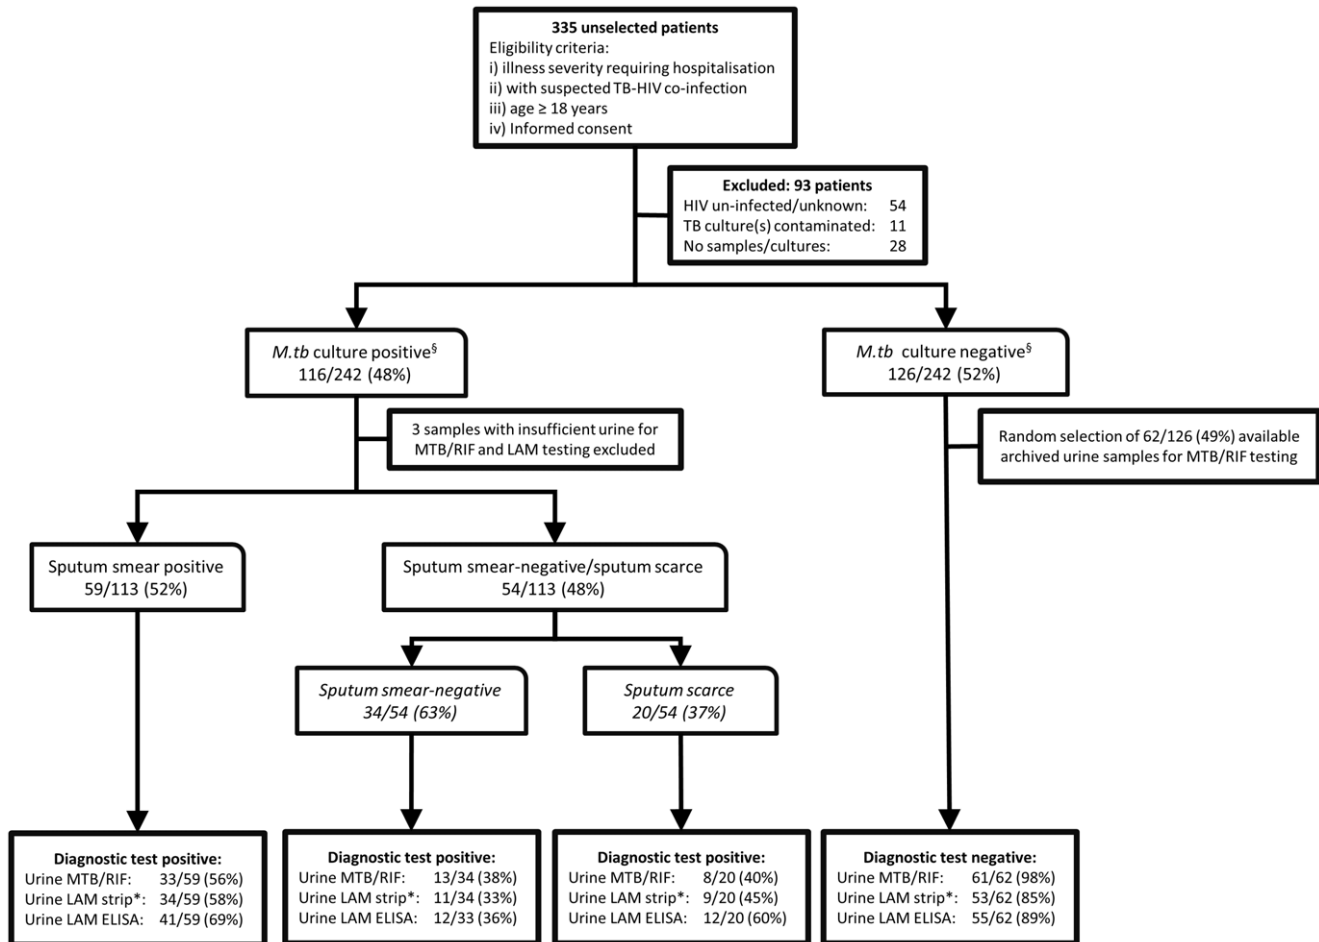 335 unselected patients
Eligibility criteria:
i) illness severity requiring hospitalisation
ii) with suspected TB-HIV co-infection
iii) age ≥ 18 years
iv) Informed consent
Excluded: 93 patients
HIV un-infected/unknown: 54
TB culture(s) contaminated: 11
No samples/cultures: 28
M.tb culture positive§
116/242 (48%)
M.tb culture negative§
126/242 (52%)
3 samples with insufficient urine for
MTB/RIF and LAM testing excluded
Random selection of 62/126 (49%) available
archived urine samples for MTB/RIF testing
Sputum smear positive
59/113 (52%)
Sputum smear-negative/sputum scarce
54/113 (48%)
Sputum smear-negative
34/54 (63%)
Sputum scarce
20/54 (37%)
Diagnostic test positive:
Urine MTB/RIF: 33/59 (56%)
Urine LAM strip*: 34/59 (58%)
Urine LAM ELISA: 41/59 (69%)
Diagnostic test positive:
Urine MTB/RIF: 13/34 (38%)
Urine LAM strip*: 11/34 (33%)
Urine LAM ELISA: 12/33 (36%)
Diagnostic test positive:
Urine MTB/RIF: 8/20 (40%)
Urine LAM strip*: 9/20 (45%)
Urine LAM ELISA: 12/20 (60%)
Diagnostic test negative:
Urine MTB/RIF: 61/62 (98%)
Urine LAM strip*: 53/62 (85%)
Urine LAM ELISA: 55/62 (89%)